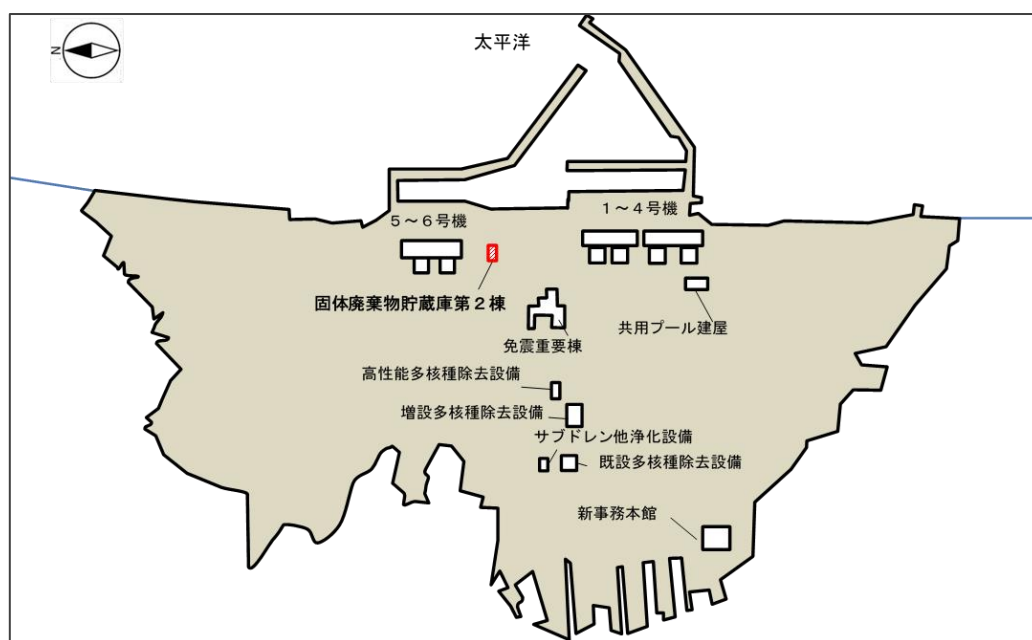 太平洋
N
5～6号機
1～4号機
固体廃棄物貯蔵庫第２棟
共用プール建屋
免震重要棟
高性能多核種除去設備
増設多核種除去設備
サブドレン他浄化設備
既設多核種除去設備
新事務本館